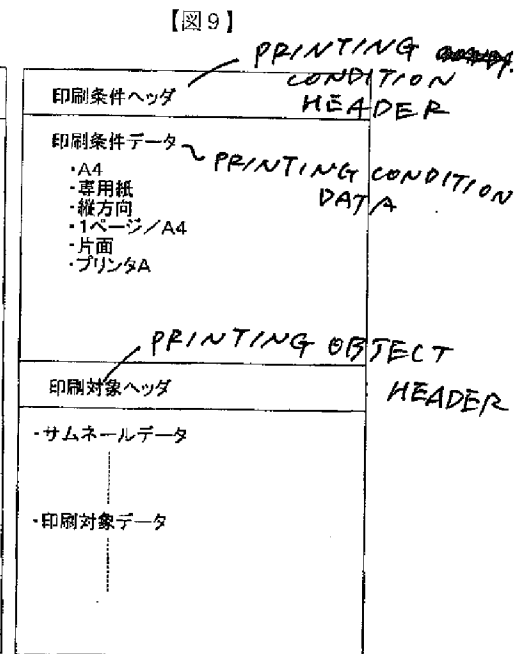 【図9】
PRINTING
CONDITION
HEADER
印刷条件ヘッダ
印刷条件データ
PRINTING CONDITION
DATA
・A4
・専用紙
・縦方向
・1ページ/A4
・片面
・プリンタA
PRINTING OBJECT
HEADER
印刷対象ヘッダ
・サムネールデータ
・印刷対象データ